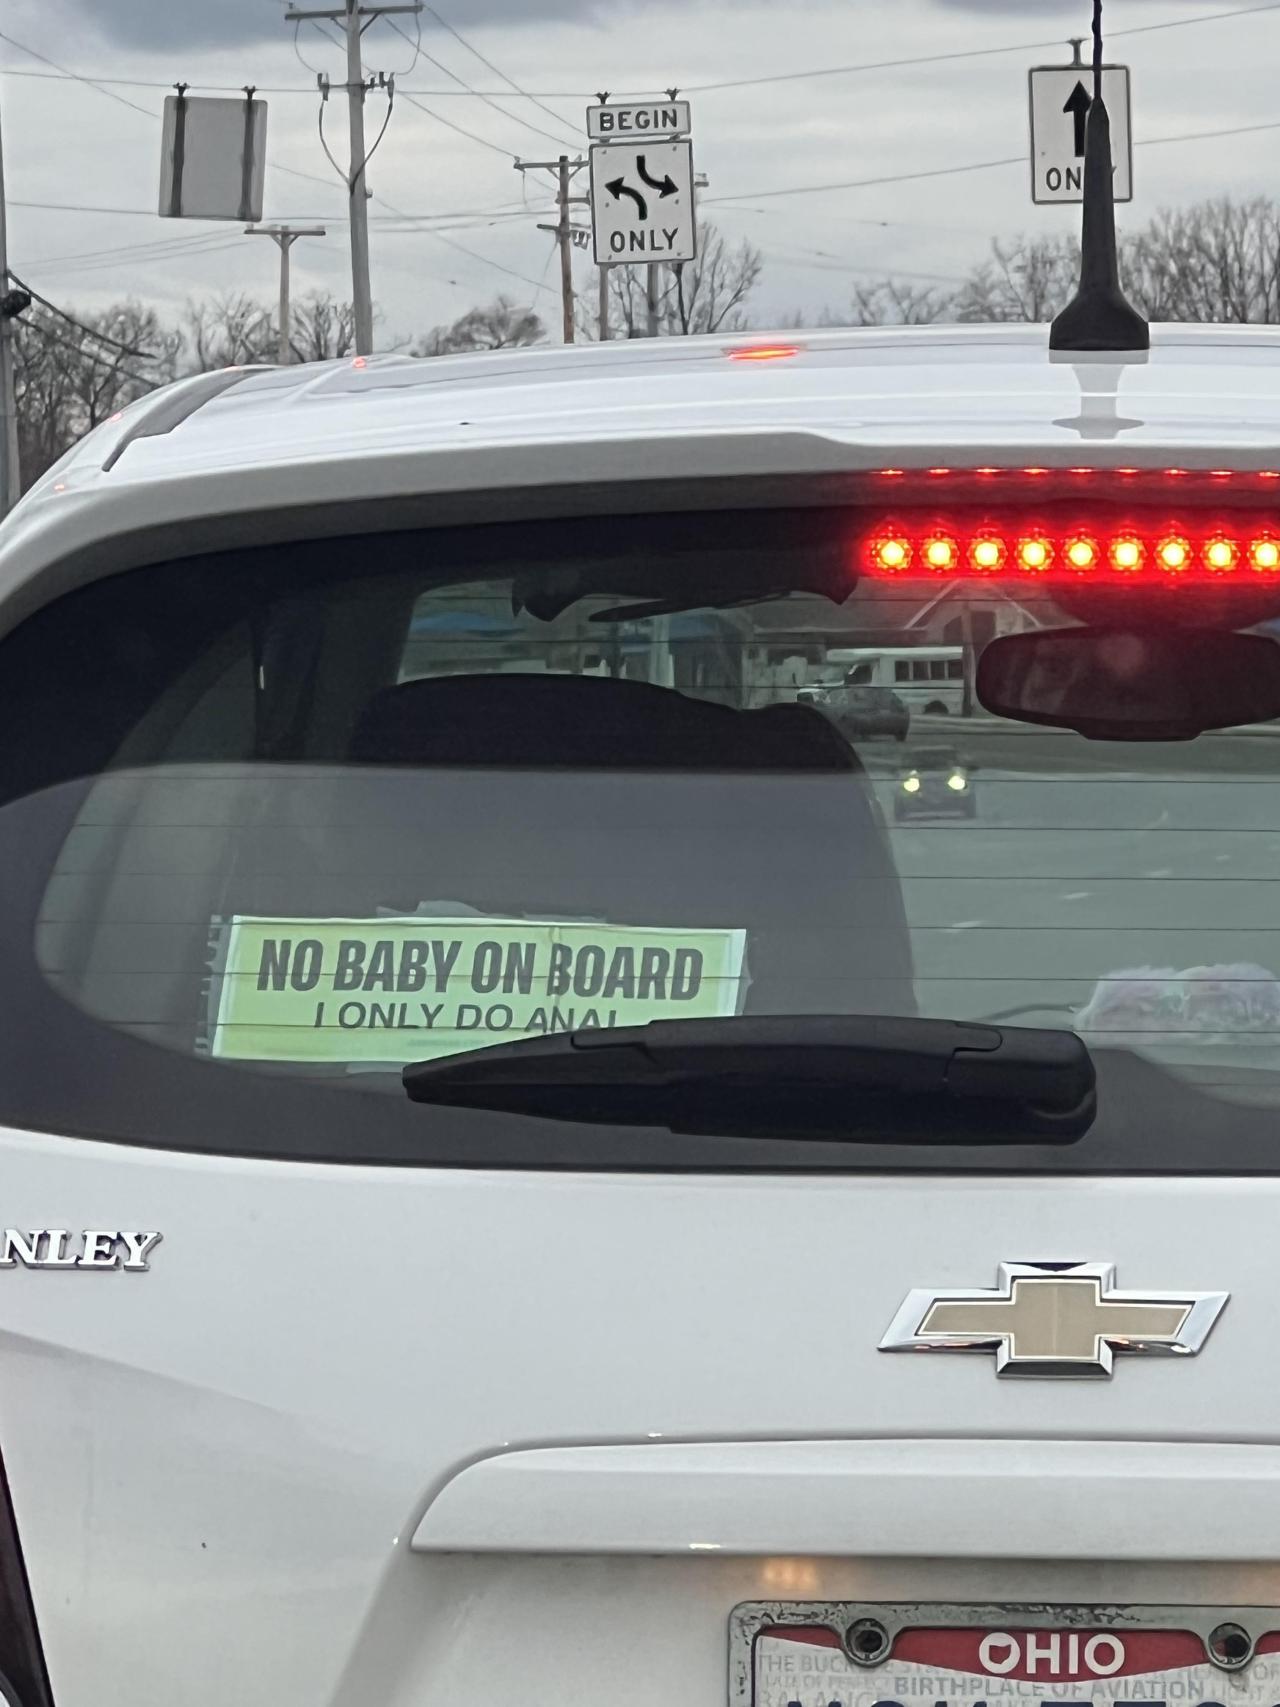 BEGIN
ONLY
NO BABY ON BOARD
I ONLY DO ANAL
NLEY
OHIO
BIRTHPLACE OF AVIATION